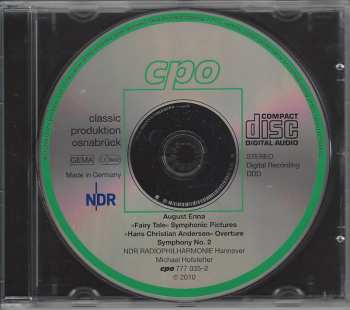 cpo
classic
produktion
osnabrück
COMPACT
disc
DIGITAL AUDIO
GEMA
STEREO
Digital Recording
DDD
Made in Germany
NDR
August Enna
»Fairy Tale« Symphonic Pictures
»Hans Christian Andersen« Overture
Symphony No. 2
NDR RADIOPHILHARMONIE Hannover
Michael Hofstetter
cpo 777 035–2
℗ 2010